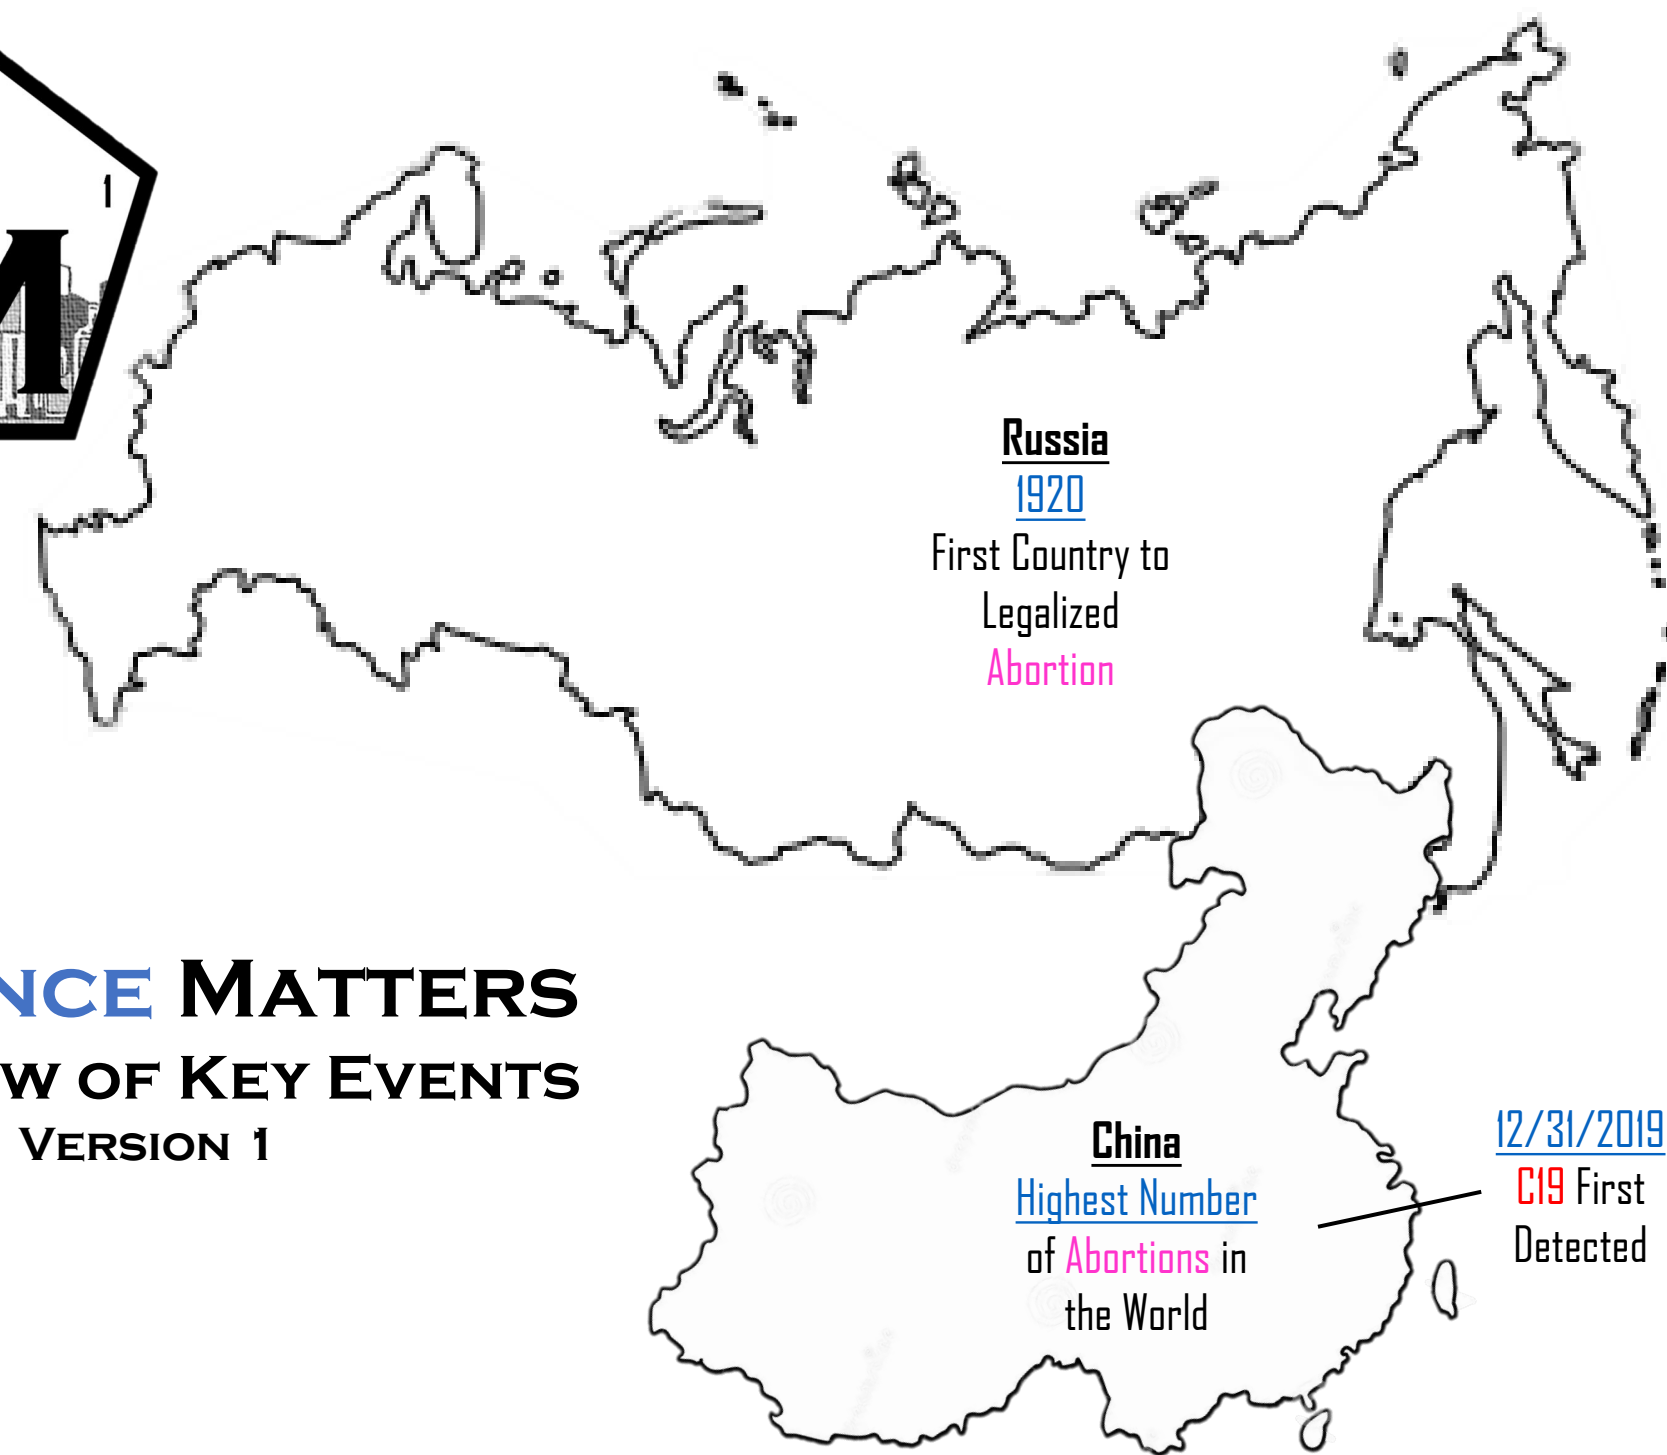 1
M
Russia
1920
First Country to
Legalized
Abortion
NCE MATTERS
W OF KEY EVENTS
VERSION 1
China
Highest Number
of Abortions in
the World
12/31/2019
C19 First
Detected